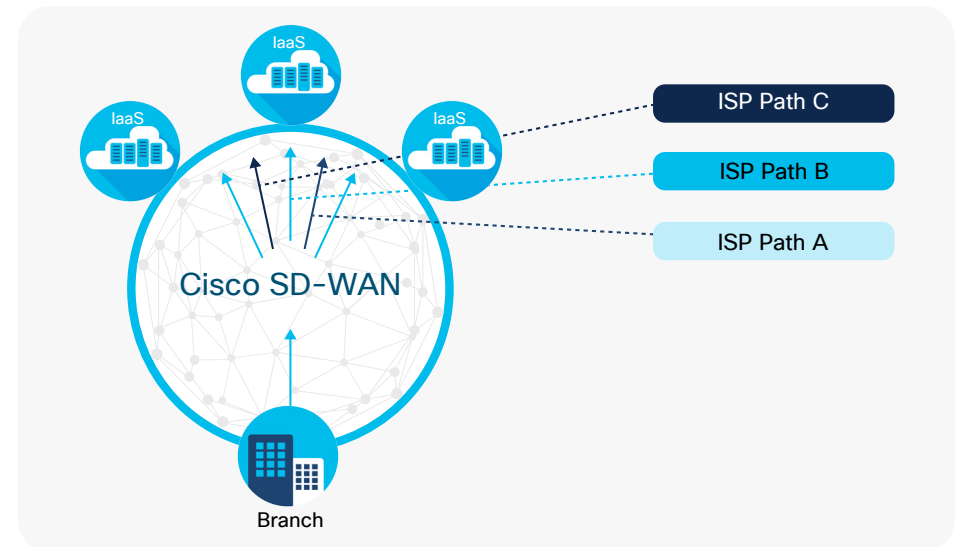 IaaS
IaaS
IaaS
ISP Path C
ISP Path B
ISP Path A
Cisco SD-WAN
Branch